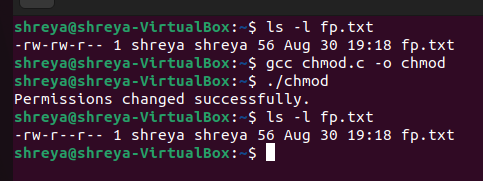 shreya@shreya-VirtualBox:~$ ls -l fp.txt
-rw-rw-r-- 1 shreya shreya 56 Aug 30 19:18 fp.txt
shreya@shreya-VirtualBox:~$ gcc chmod.c -o chmod
shreya@shreya-VirtualBox:~$ ./chmod
Permissions changed successfully.
shreya@shreya-VirtualBox:~$ ls -l fp.txt
-rw-r--r-- 1 shreya shreya 56 Aug 30 19:18 fp.txt
shreya@shreya-VirtualBox:~$